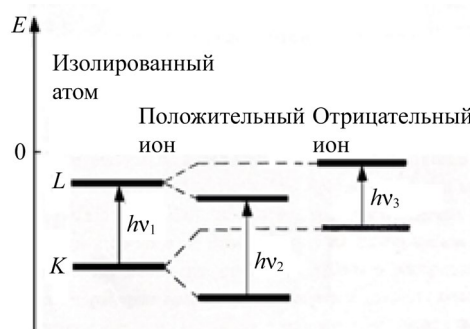 E
Изолированный
атом
Положительный
ион
Отрицательный
ион
0
L
hν₁
hν₂
hν₃
K